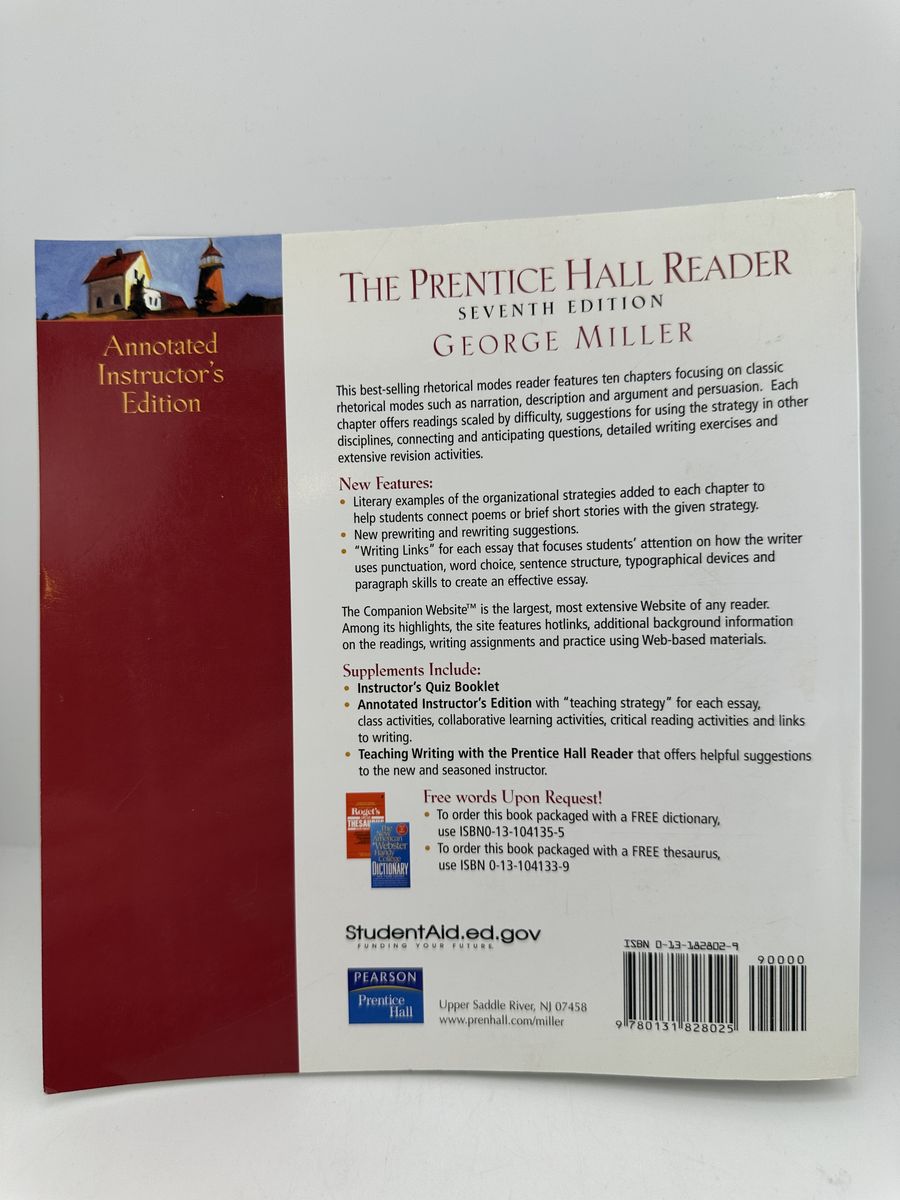 Annotated
Instructor's
Edition
THE PRENTICE HALL READER
SEVENTH EDITION
GEORGE MILLER
This best-selling rhetorical modes reader features ten chapters focusing on classic
rhetorical modes such as narration, description and argument and persuasion. Each
chapter offers readings scaled by difficulty, suggestions for using the strategy in other
disciplines, connecting and anticipating questions, detailed writing exercises and
extensive revision activities.
New Features:
• Literary examples of the organizational strategies added to each chapter to
help students connect poems or brief short stories with the given strategy.
• New prewriting and rewriting suggestions.
• "Writing Links" for each essay that focuses students' attention on how the writer
uses punctuation, word choice, sentence structure, typographical devices and
paragraph skills to create an effective essay.
The Companion Website™ is the largest, most extensive Website of any reader.
Among its highlights, the site features hotlinks, additional background information
on the readings, writing assignments and practice using Web-based materials.
Supplements Include:
• Instructor's Quiz Booklet
• Annotated Instructor's Edition with "teaching strategy" for each essay,
class activities, collaborative learning activities, critical reading activities and links
to writing.
• Teaching Writing with the Prentice Hall Reader that offers helpful suggestions
to the new and seasoned instructor.
Free words Upon Request!
• To order this book packaged with a FREE dictionary,
use ISBN0-13-104135-5
• To order this book packaged with a FREE thesaurus,
use ISBN 0-13-104133-9
Roget's
THESAURUS
The
New
American
Webster
Handy
College
DICTIONARY
StudentAid.ed.gov
FUNDING YOUR FUTURE
PEARSON
Prentice
Hall
Upper Saddle River, NJ 07458
www.prenhall.com/miller
ISBN 0-13-182802-9
90000
9 780131 828025